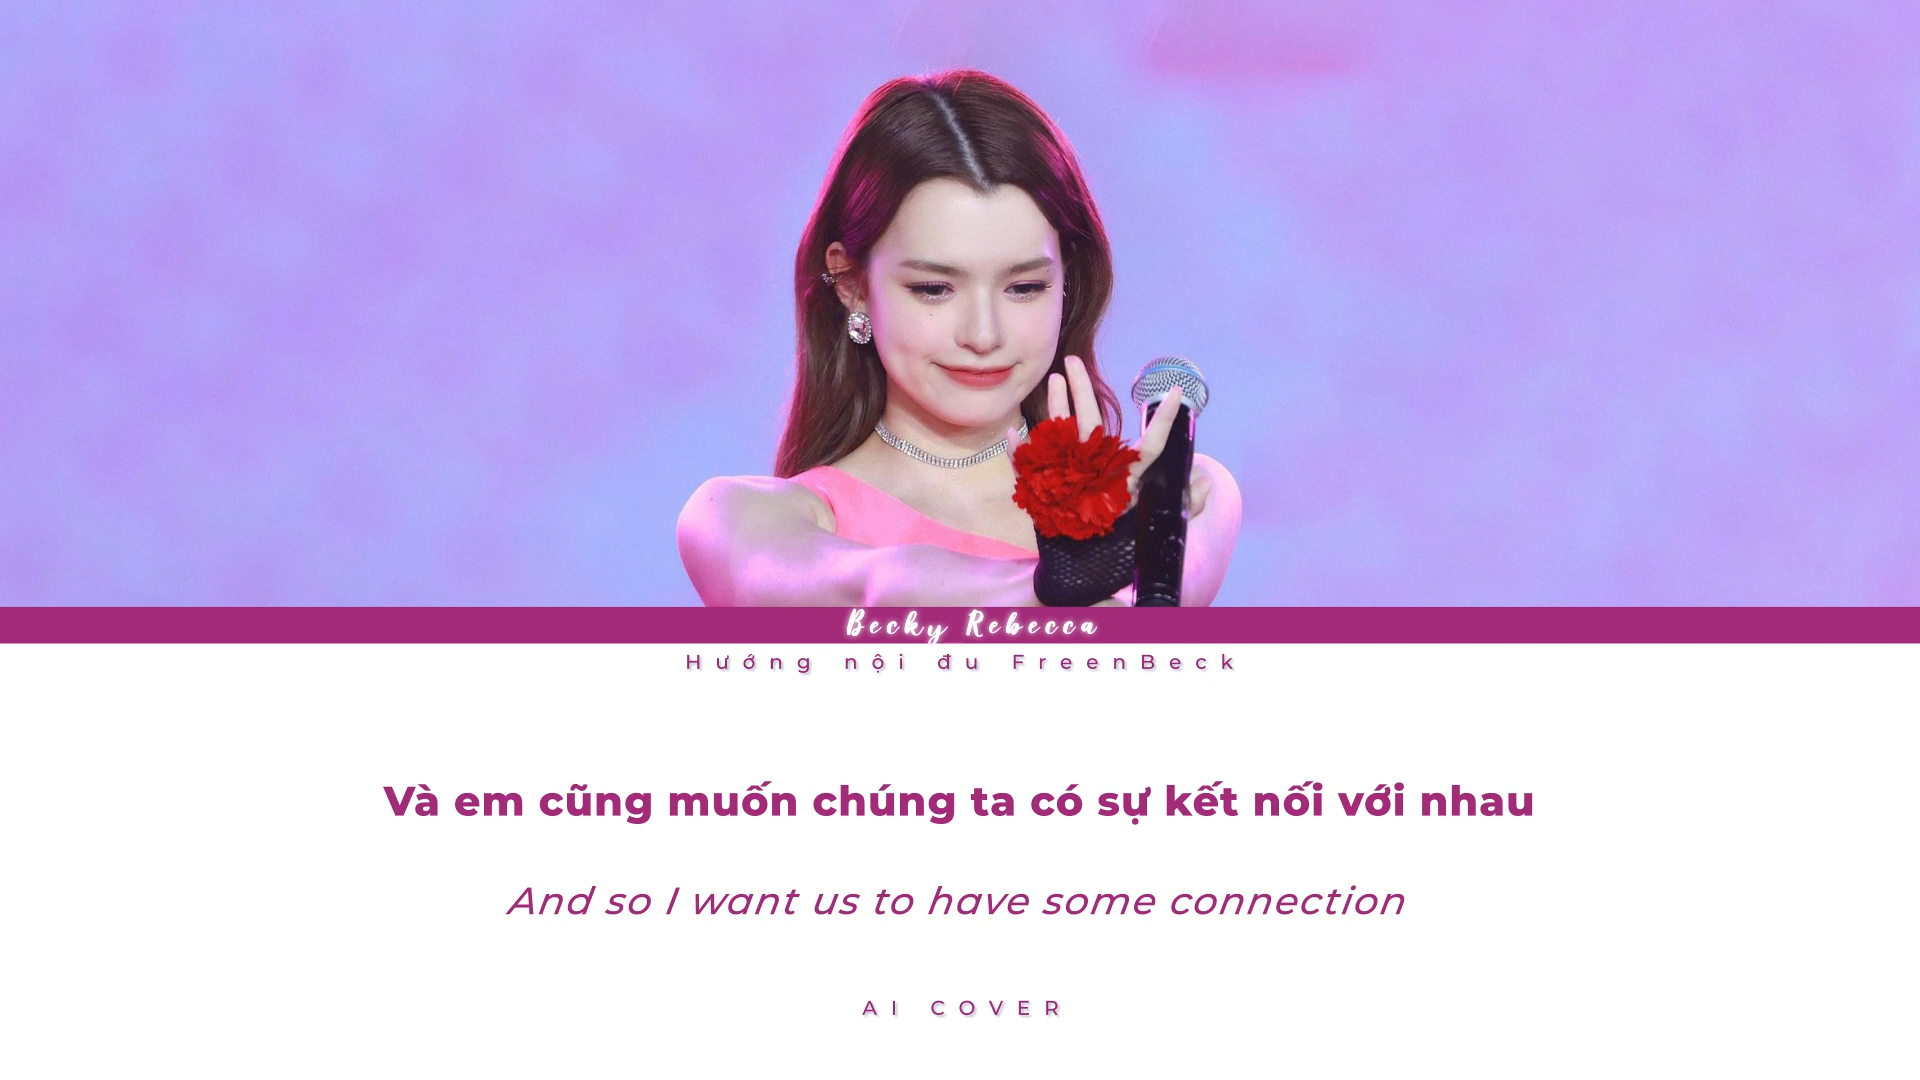 Becky Rebecca
Hướng nội đu FreenBeck
Và em cũng muốn chúng ta có sự kết nối với nhau
And so I want us to have some connection
AI COVER